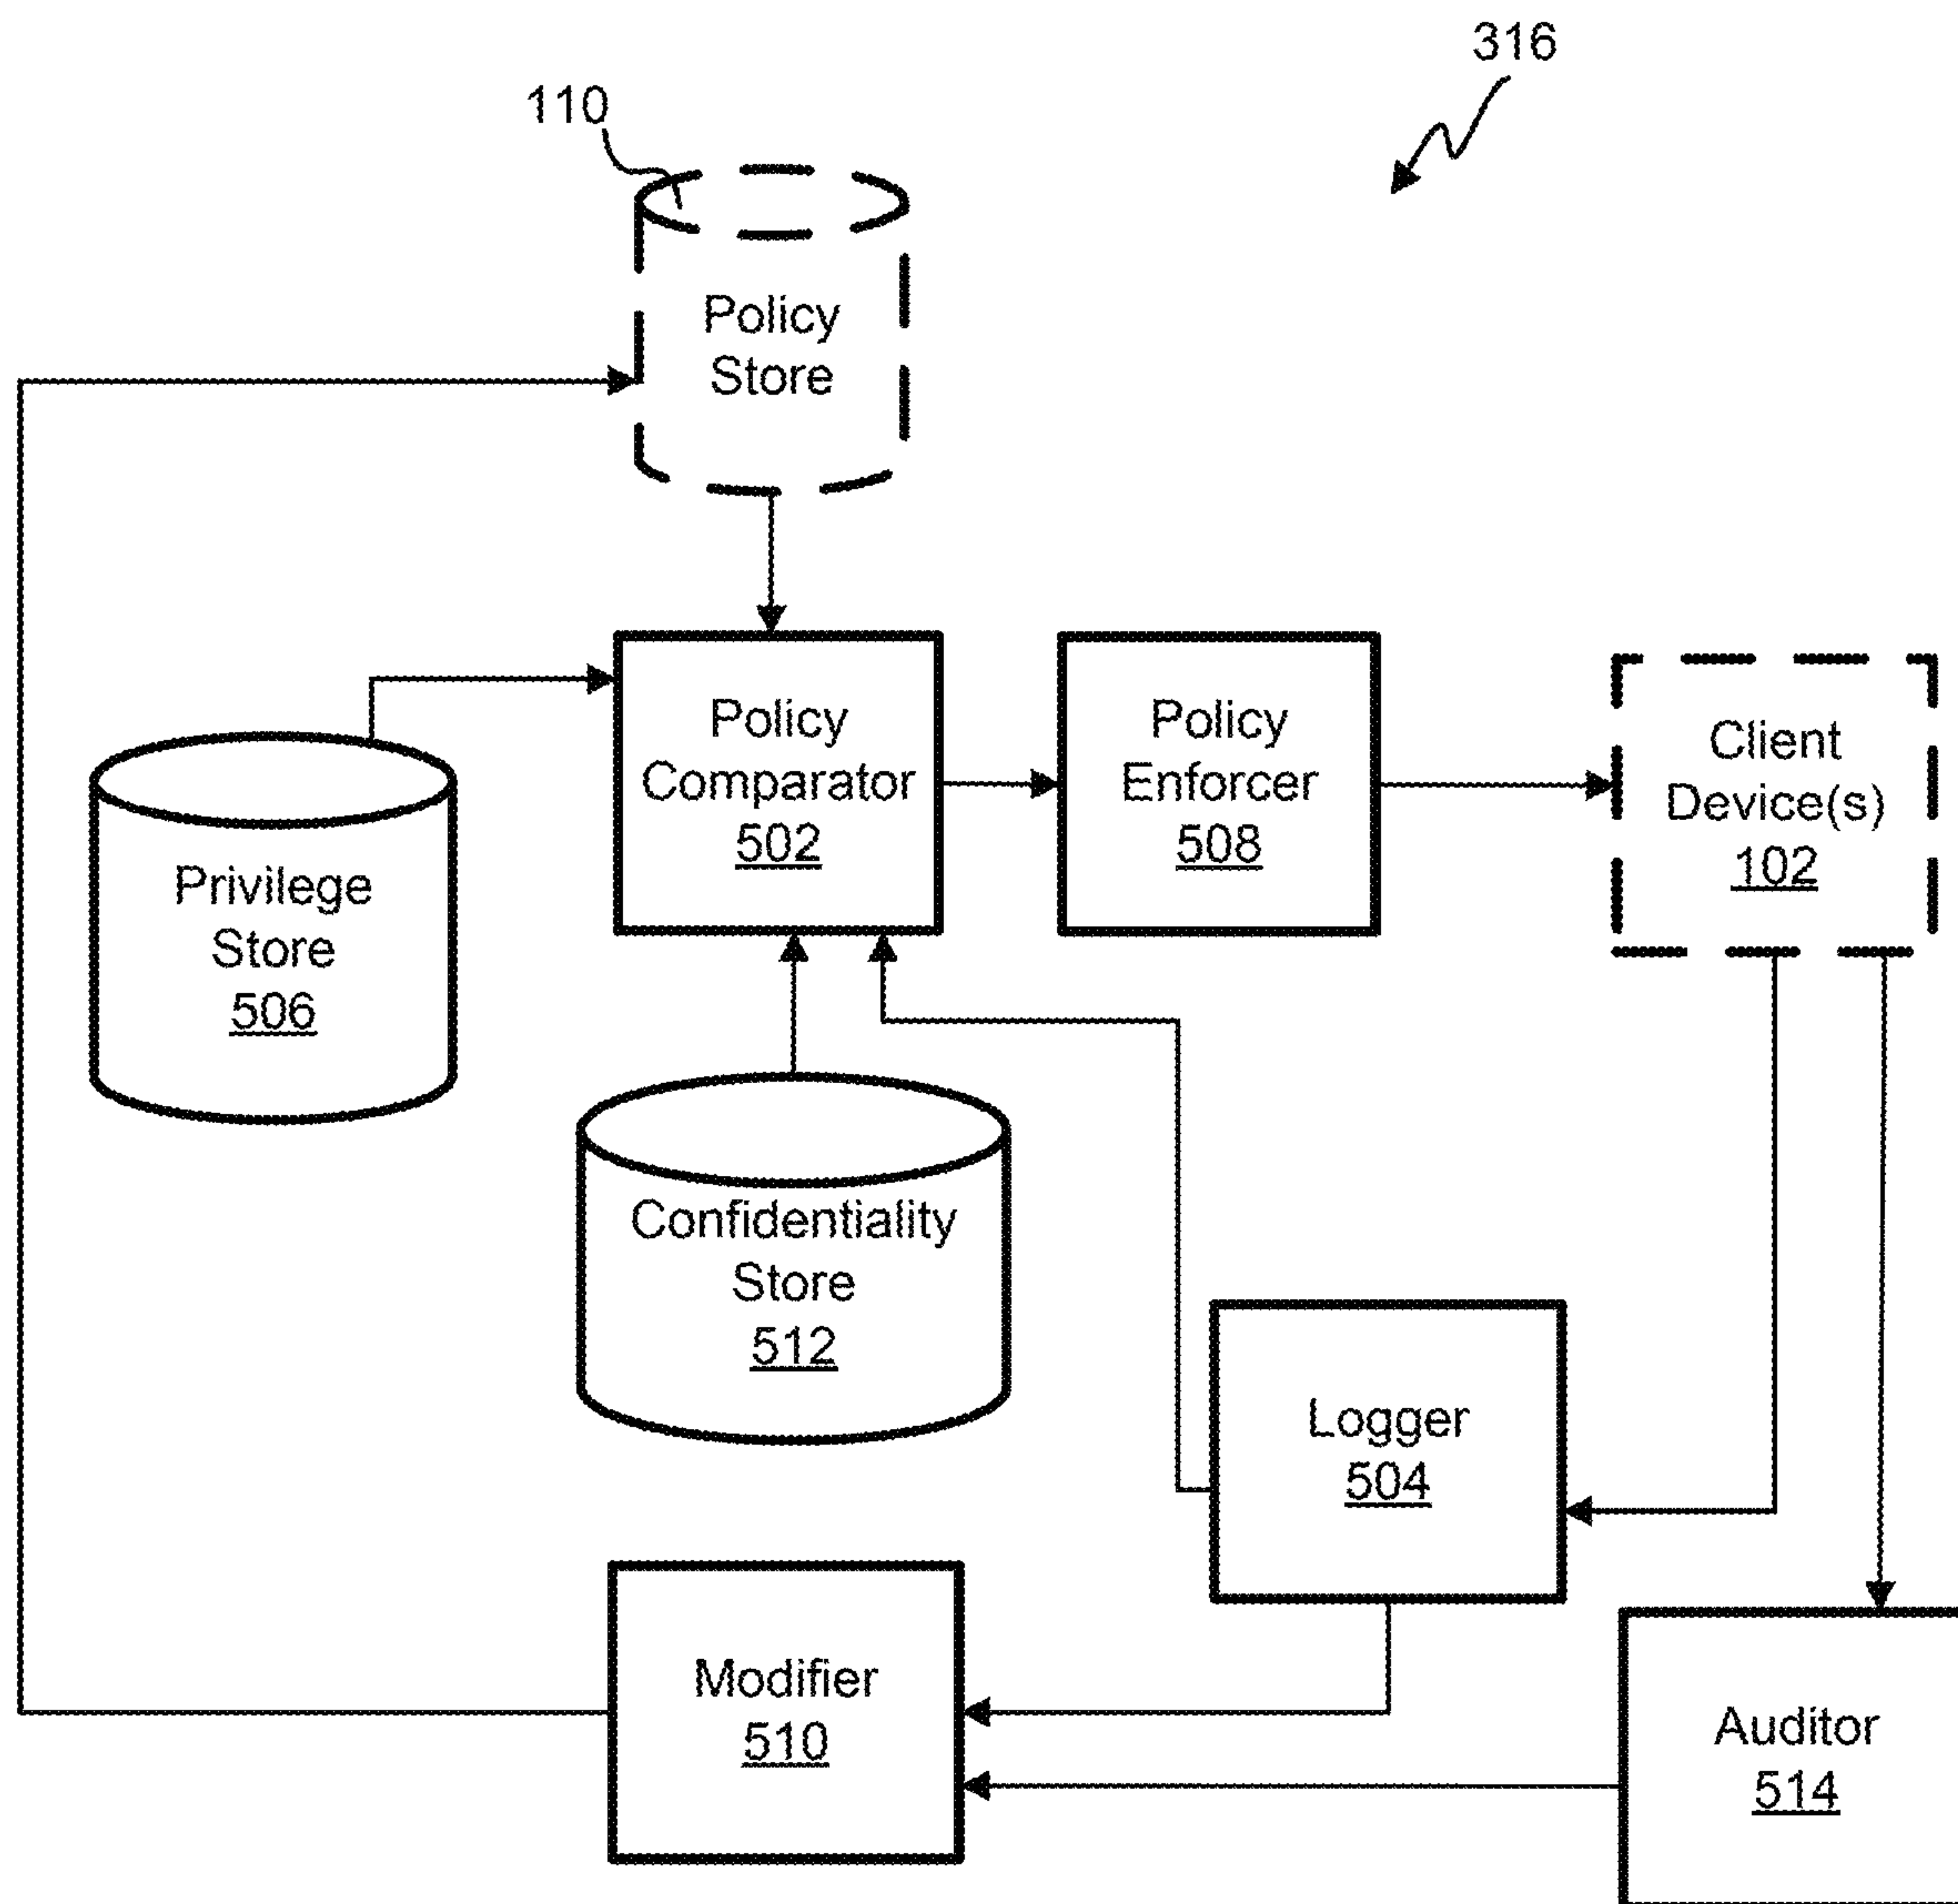 316
110
Policy
Store
Policy
Comparator
502
Policy
Enforcer
508
Client
Device(s)
102
Privilege
Store
506
Confidentiality
Store
512
Logger
504
Modifier
510
Auditor
514